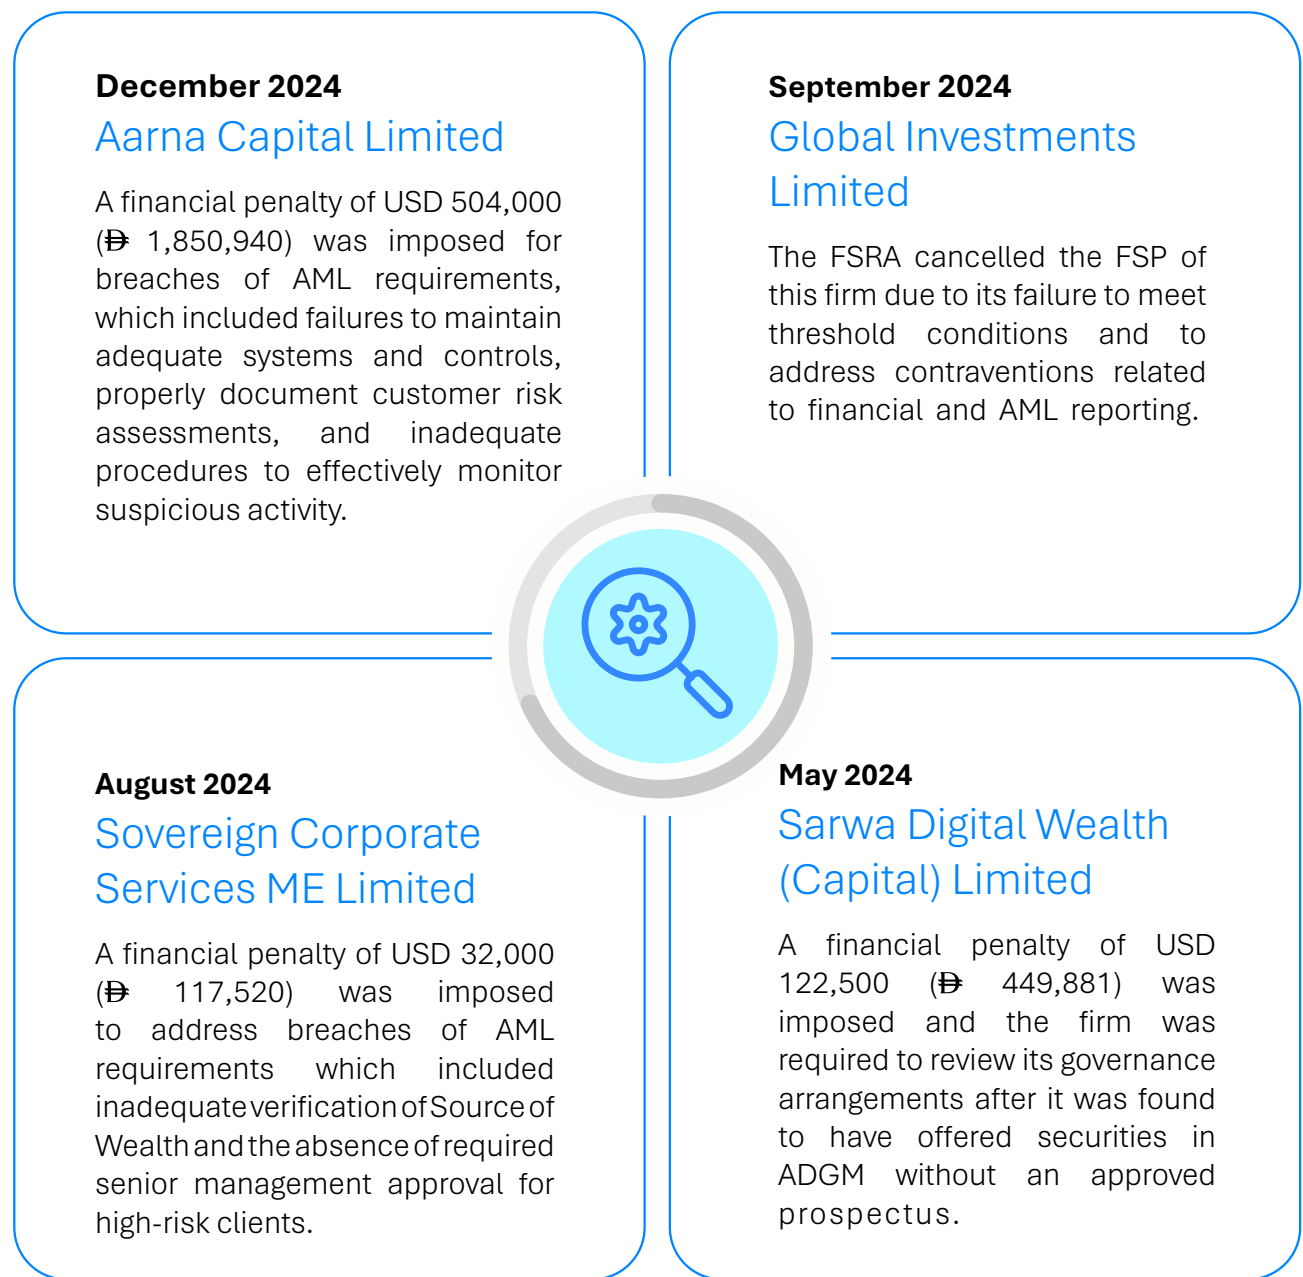 December 2024
Aarna Capital Limited
A financial penalty of USD 504,000
(AED symbol omitted) 1,850,940) was imposed for
breaches of AML requirements,
which included failures to maintain
adequate systems and controls,
properly document customer risk
assessments, and inadequate
procedures to effectively monitor
suspicious activity.
September 2024
Global Investments
Limited
The FSRA cancelled the FSP of
this firm due to its failure to meet
threshold conditions and to
address contraventions related
to financial and AML reporting.
August 2024
Sovereign Corporate
Services ME Limited
A financial penalty of USD 32,000
( 117,520) was imposed
to address breaches of AML
requirements which included
inadequate verification of Source of
Wealth and the absence of required
senior management approval for
high-risk clients.
May 2024
Sarwa Digital Wealth
(Capital) Limited
A financial penalty of USD
122,500 ( 449,881) was
imposed and the firm was
required to review its governance
arrangements after it was found
to have offered securities in
ADGM without an approved
prospectus.